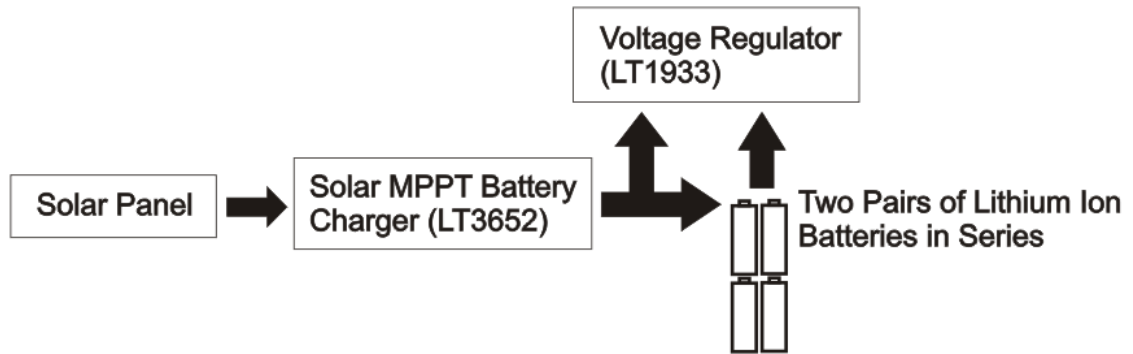 Voltage Regulator
(LT1933)
Solar Panel
Solar MPPT Battery
Charger (LT3652)
Two Pairs of Lithium Ion
Batteries in Series